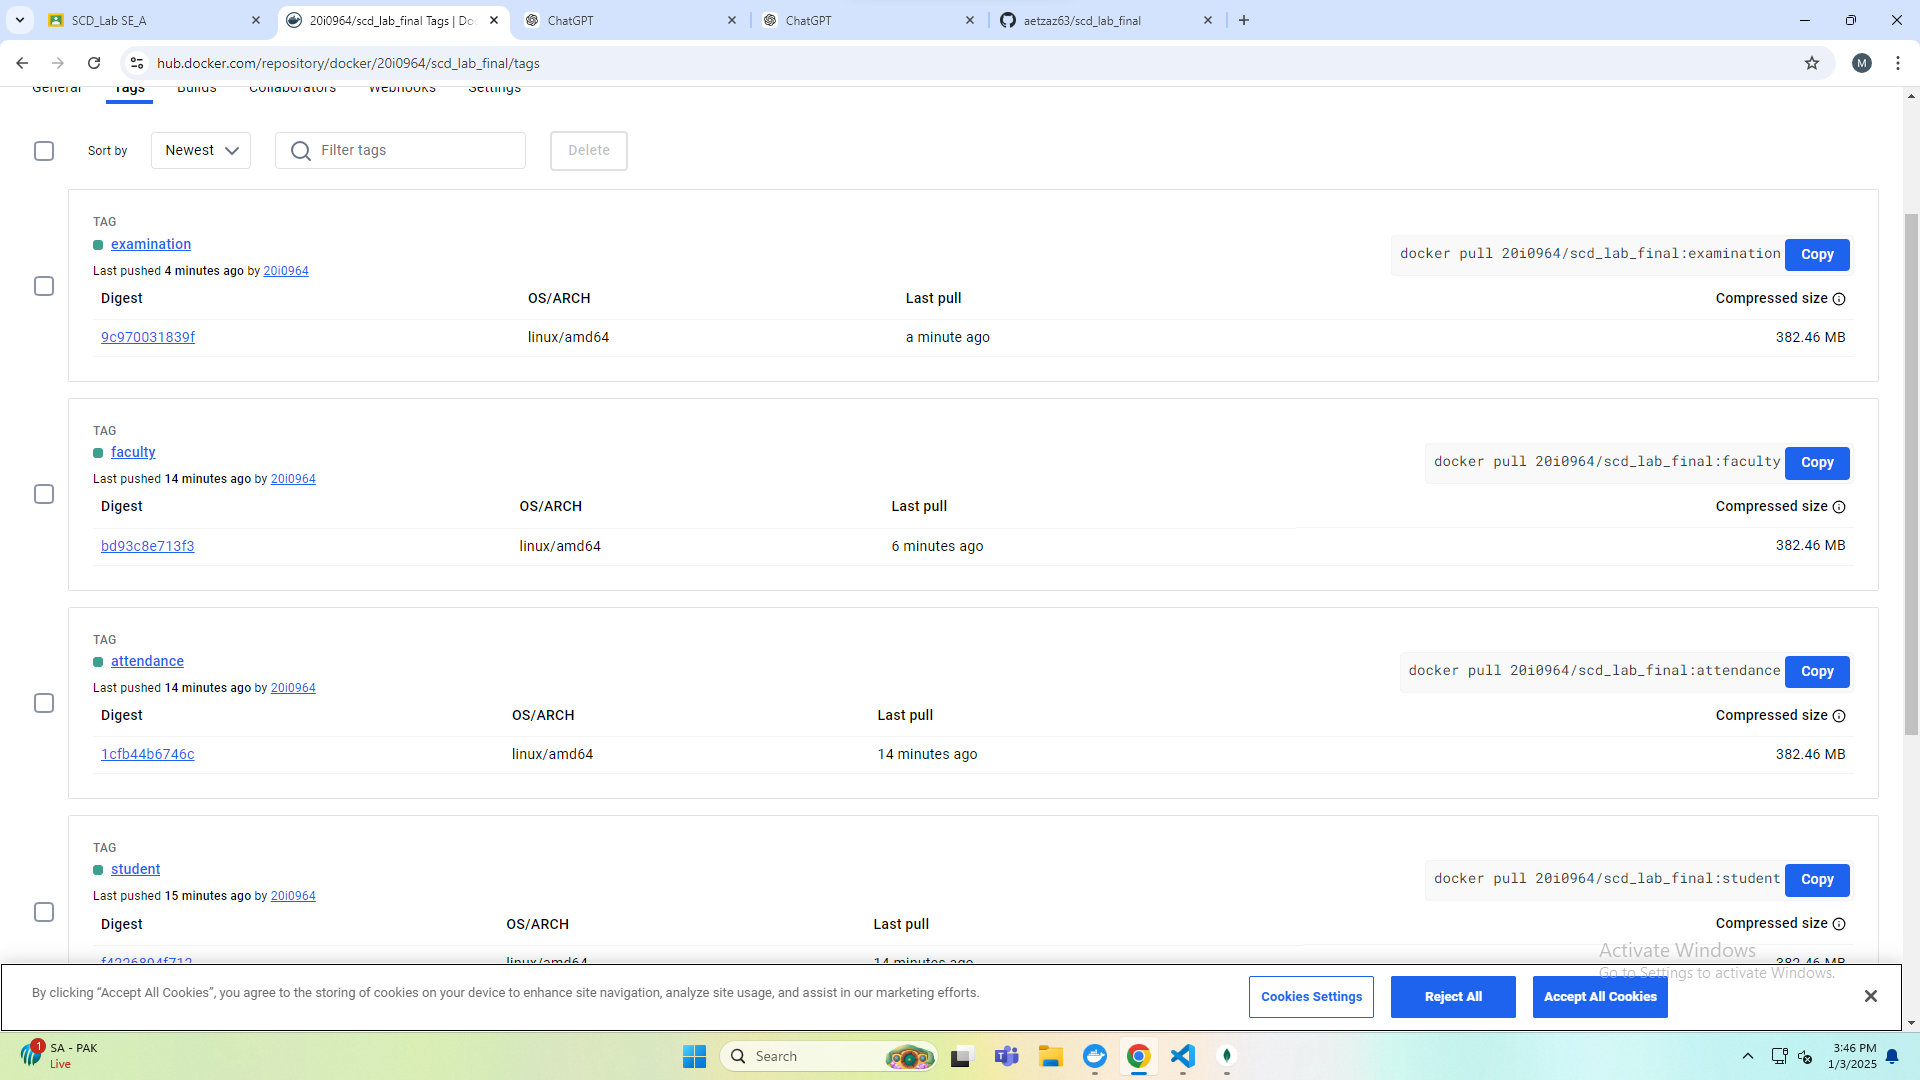 SCD_Lab SE_A
20i0964/scd_lab_final Tags | Doc
ChatGPT
ChatGPT
aetzaz63/scd_lab_final
hub.docker.com/repository/docker/20i0964/scd_lab_final/tags
M
General Tags Builds Collaborators Webhooks Settings
Sort by Newest Filter tags Delete
TAG
examination
docker pull 20i0964/scd_lab_final:examination Copy
Last pushed 4 minutes ago by 20i0964
Digest OS/ARCH Last pull Compressed size
9c970031839f linux/amd64 a minute ago 382.46 MB
TAG
faculty
docker pull 20i0964/scd_lab_final:faculty Copy
Last pushed 14 minutes ago by 20i0964
Digest OS/ARCH Last pull Compressed size
bd93c8e713f3 linux/amd64 6 minutes ago 382.46 MB
TAG
attendance
docker pull 20i0964/scd_lab_final:attendance Copy
Last pushed 14 minutes ago by 20i0964
Digest OS/ARCH Last pull Compressed size
1cfb44b6746c linux/amd64 14 minutes ago 382.46 MB
TAG
student
docker pull 20i0964/scd_lab_final:student Copy
Last pushed 15 minutes ago by 20i0964
Digest OS/ARCH Last pull Compressed size
linux/amd64 14 minutes ago 382.46 MB
Activate Windows
Go to Settings to activate Windows.
By clicking “Accept All Cookies”, you agree to the storing of cookies on your device to enhance site navigation, analyze site usage, and assist in our marketing efforts.
Cookies Settings Reject All Accept All Cookies
1
SA - PAK
Live
Search
3:46 PM
1/3/2025